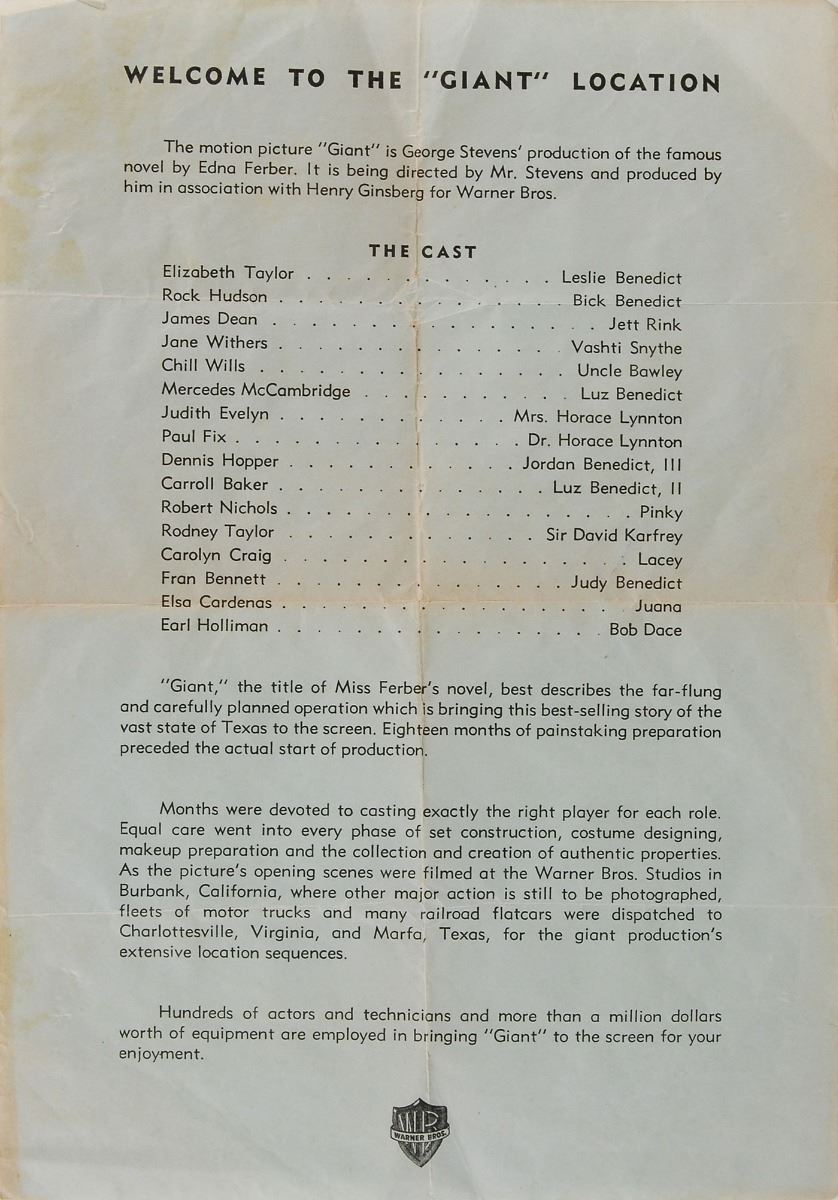 WELCOME TO THE "GIANT" LOCATION
The motion picture "Giant" is George Stevens' production of the famous
novel by Edna Ferber. It is being directed by Mr. Stevens and produced by
him in association with Henry Ginsberg for Warner Bros.
THE CAST
Elizabeth Taylor . . . . . . . . . . Leslie Benedict
Rock Hudson . . . . . . . . . . . Bick Benedict
James Dean . . . . . . . . . . . . . Jett Rink
Jane Withers . . . . . . . . . . . Vashti Snythe
Chill Wills . . . . . . . . . . . . Uncle Bawley
Mercedes McCambridge . . . . . . . . . Luz Benedict
Judith Evelyn . . . . . . . . . Mrs. Horace Lynnton
Paul Fix . . . . . . . . . . . Dr. Horace Lynnton
Dennis Hopper . . . . . . . . . Jordan Benedict, III
Carroll Baker . . . . . . . . . . . Luz Benedict, II
Robert Nichols . . . . . . . . . . . . . . Pinky
Rodney Taylor . . . . . . . . . . Sir David Karfrey
Carolyn Craig . . . . . . . . . . . . . . Lacey
Fran Bennett . . . . . . . . . . . Judy Benedict
Elsa Cardenas . . . . . . . . . . . . . . Juana
Earl Holliman . . . . . . . . . . . . . Bob Dace
"Giant," the title of Miss Ferber's novel, best describes the far-flung
and carefully planned operation which is bringing this best-selling story of the
vast state of Texas to the screen. Eighteen months of painstaking preparation
preceded the actual start of production.
Months were devoted to casting exactly the right player for each role.
Equal care went into every phase of set construction, costume designing,
makeup preparation and the collection and creation of authentic properties.
As the picture's opening scenes were filmed at the Warner Bros. Studios in
Burbank, California, where other major action is still to be photographed,
fleets of motor trucks and many railroad flatcars were dispatched to
Charlottesville, Virginia, and Marfa, Texas, for the giant production's
extensive location sequences.
Hundreds of actors and technicians and more than a million dollars
worth of equipment are employed in bringing "Giant" to the screen for your
enjoyment.
WB
WARNER BROS.